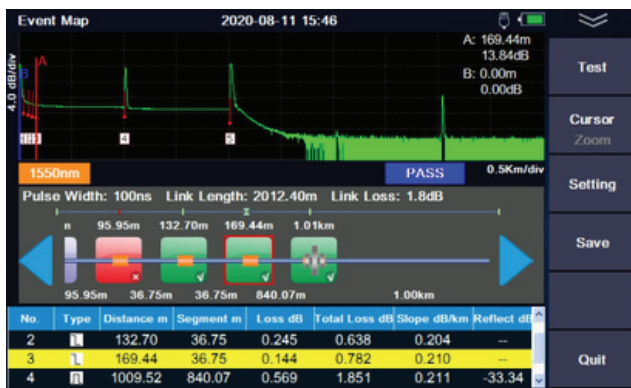 Event Map 2020-08-11 15:46
A: 169.44m
13.84dB
B: 0.00m
0.00dB
4.0 dB/div
B A
4 5
1550nm PASS 0.5Km/div
Pulse Width: 100ns Link Length: 2012.40m Link Loss: 1.8dB
n 95.95m 132.70m 169.44m 1.01km
95.95m 36.75m 36.75m 840.07m 1.00km
No. Type Distance m Segment m Loss dB Total Loss dB Slope dB/km Reflect dB
2 132.70 36.75 0.245 0.638 0.204 --
3 169.44 36.75 0.144 0.782 0.210 --
4 1009.52 840.07 0.569 1.851 0.211 -33.34
Test
Cursor
Zoom
Setting
Save
Quit